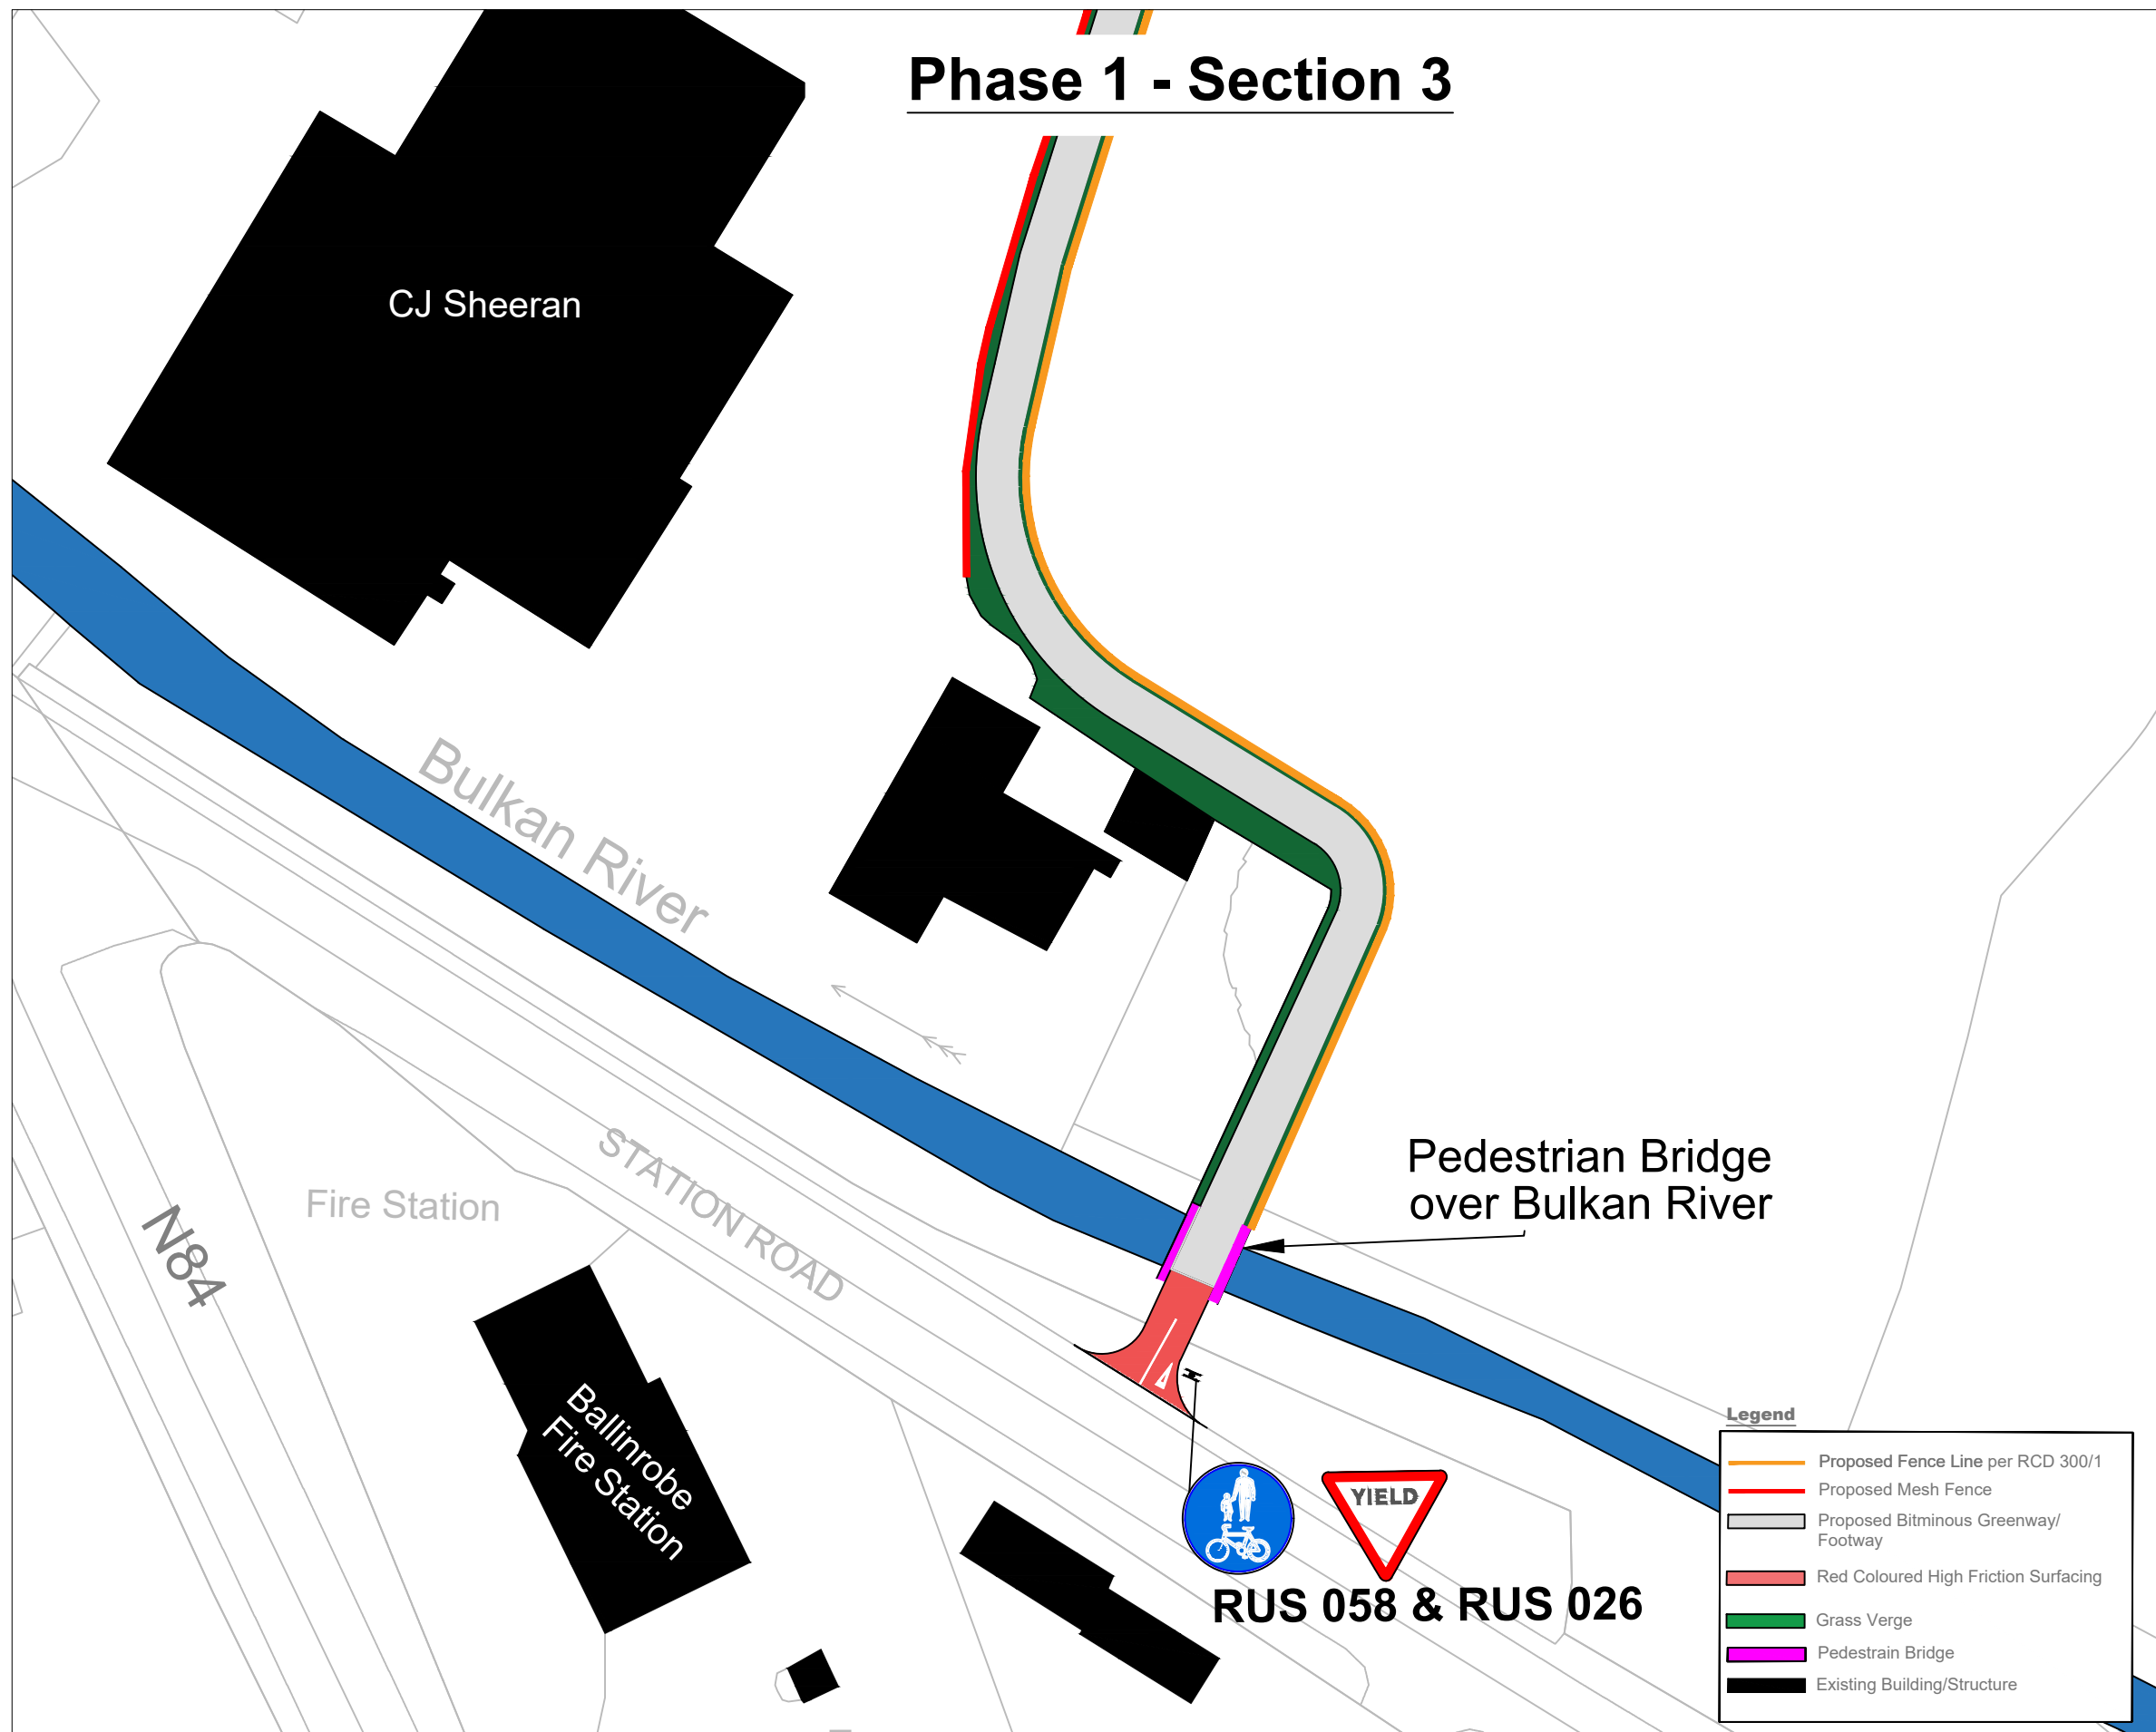 Phase 1 - Section 3
CJ Sheeran
Bulkan River
Pedestrian Bridge
over Bulkan River
STATION ROAD
Fire Station
N84
Ballinrobe
Fire Station
YIELD
RUS 058 & RUS 026
Legend
Proposed Fence Line per RCD 300/1
Proposed Mesh Fence
Proposed Bitminous Greenway/
Footway
Red Coloured High Friction Surfacing
Grass Verge
Pedestrain Bridge
Existing Building/Structure